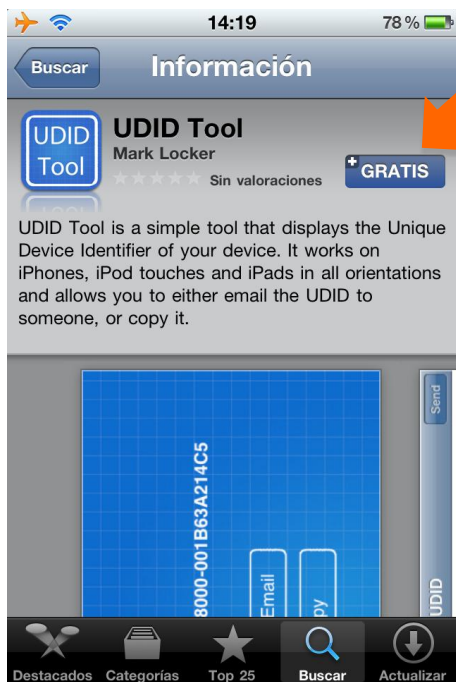 14:19
78 %
Buscar
Información
UDID
Tool
UDID Tool
Mark Locker
Sin valoraciones
GRATIS
UDID Tool is a simple tool that displays the Unique
Device Identifier of your device. It works on
iPhones, iPod touches and iPads in all orientations
and allows you to either email the UDID to
someone, or copy it.
8000-001B63A214C5
Email
py
Send
UDID
Destacados
Categorías
Top 25
Buscar
Actualizar